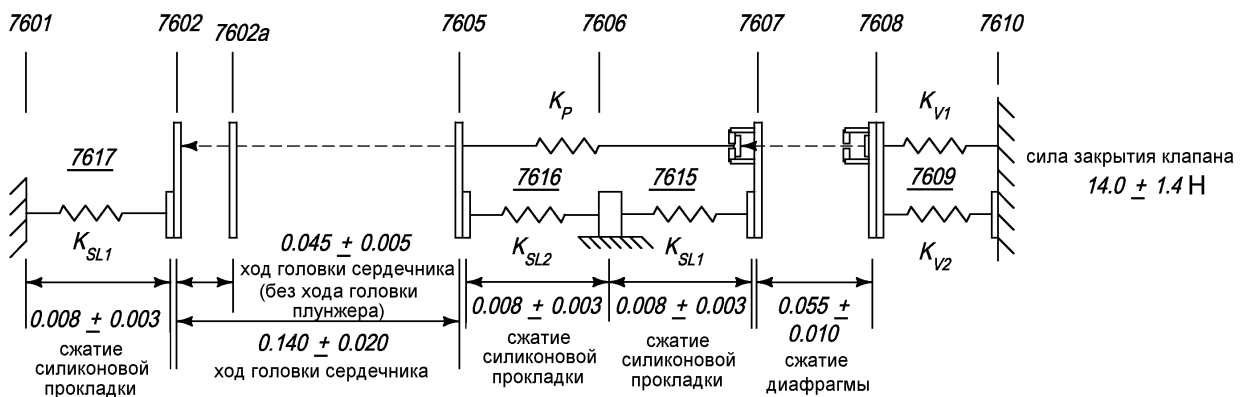 7601
7602
7602a
7605
7606
7607
7608
7610
K_P
K_V1
7617
7616
7615
7609
сила закрытия клапана
14.0 ± 1.4 Н
K_SL1
K_SL2
K_SL1
K_V2
0.045 ± 0.005
ход головки сердечника
(без хода головки
плунжера)
0.008 ± 0.003
сжатие
силиконовой
прокладки
0.140 ± 0.020
ход головки сердечника
0.008 ± 0.003
сжатие
силиконовой
прокладки
0.008 ± 0.003
сжатие
силиконовой
прокладки
0.055 ±
0.010
сжатие
диафрагмы